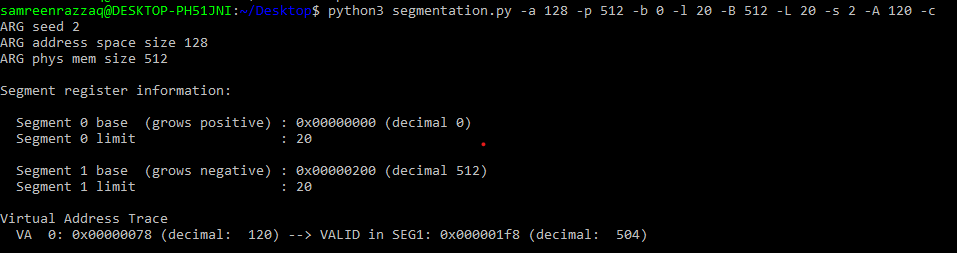 samreenrazzaq@DESKTOP-PH51JNI:~/Desktop$ python3 segmentation.py -a 128 -p 512 -b 0 -l 20 -B 512 -L 20 -s 2 -A 120 -c
ARG seed 2
ARG address space size 128
ARG phys mem size 512
Segment register information:
Segment 0 base  (grows positive) : 0x00000000 (decimal 0)
Segment 0 limit                  : 20
Segment 1 base  (grows negative) : 0x00000200 (decimal 512)
Segment 1 limit                  : 20
Virtual Address Trace
VA  0: 0x00000078 (decimal:  120) --> VALID in SEG1: 0x000001f8 (decimal:  504)